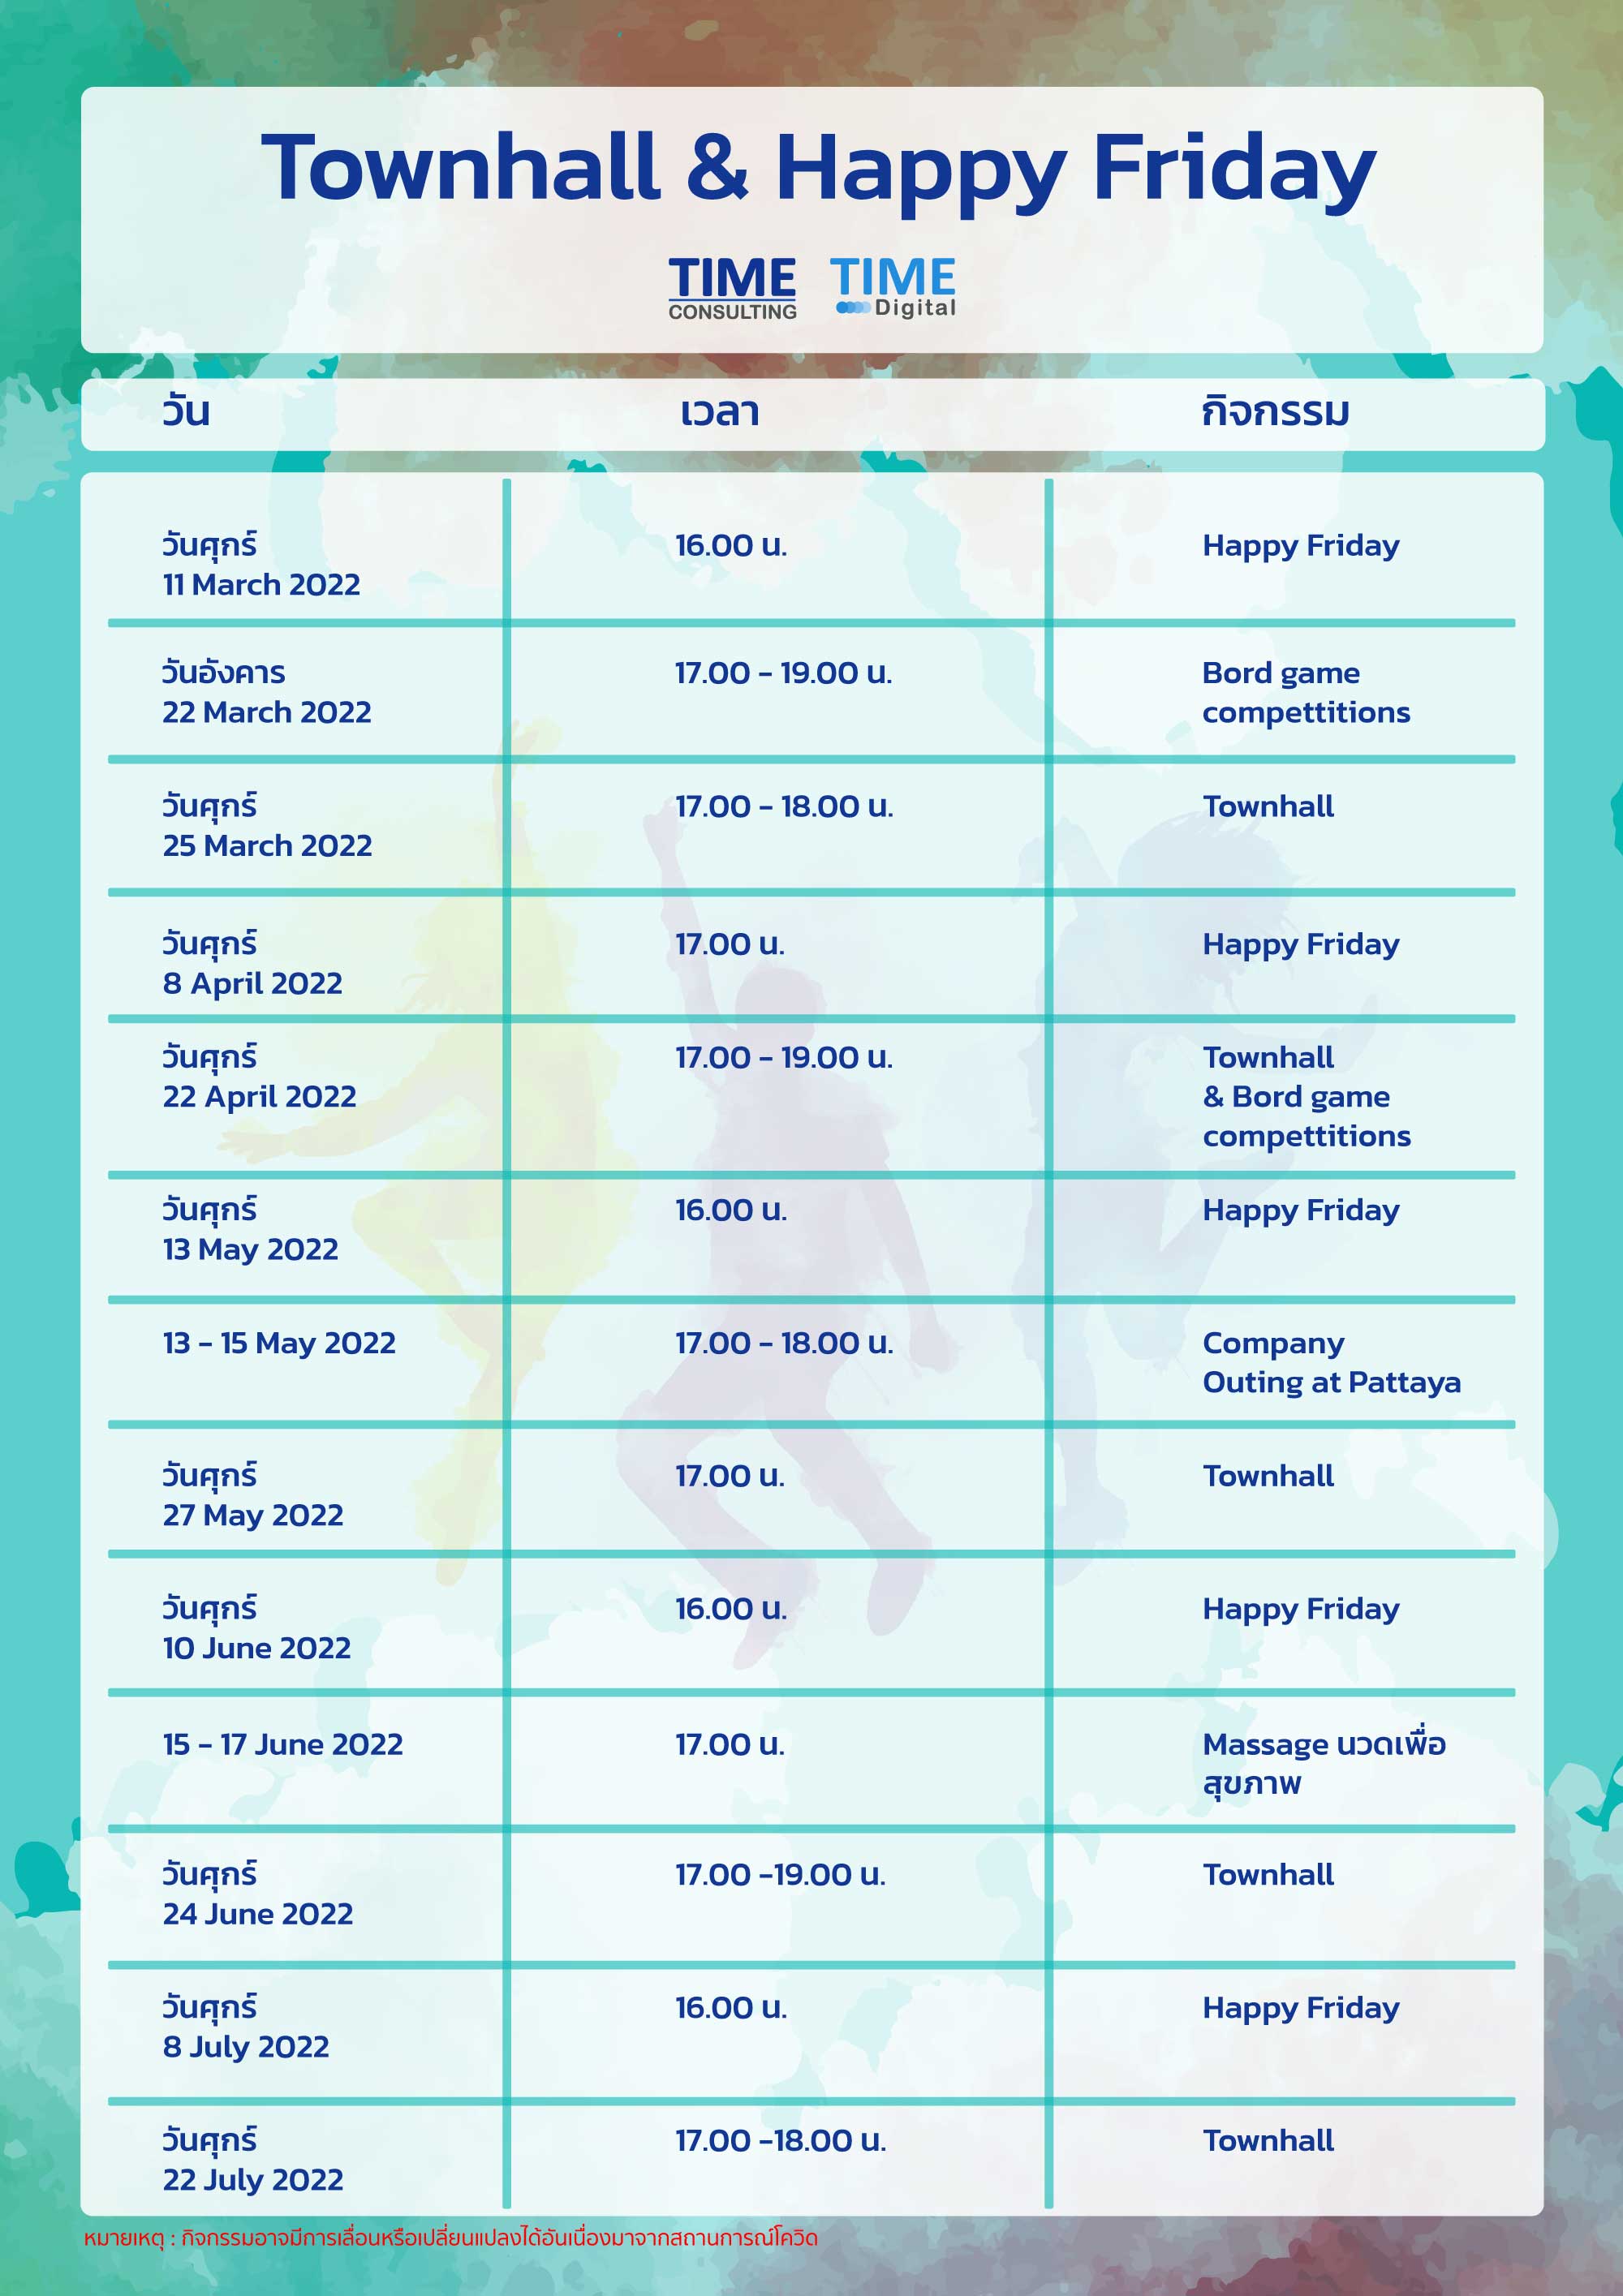 Townhall & Happy Friday
TIME CONSULTING
TIME Digital
วัน เวลา กิจกรรม
วันศุกร์ 16.00 น. Happy Friday
11 March 2022
วันอังคาร 17.00 - 19.00 น. Bord game
22 March 2022 compettitions
วันศุกร์ 17.00 - 18.00 น. Townhall
25 March 2022
วันศุกร์ 17.00 น. Happy Friday
8 April 2022
วันศุกร์ 17.00 - 19.00 น. Townhall
22 April 2022 & Bord game
compettitions
วันศุกร์ 16.00 น. Happy Friday
13 May 2022
13 - 15 May 2022 17.00 - 18.00 น. Company
Outing at Pattaya
วันศุกร์ 17.00 น. Townhall
27 May 2022
วันศุกร์ 16.00 น. Happy Friday
10 June 2022
15 - 17 June 2022 17.00 น. Massage นวดเพื่อ
สุขภาพ
วันศุกร์ 17.00 -19.00 น. Townhall
24 June 2022
วันศุกร์ 16.00 น. Happy Friday
8 July 2022
วันศุกร์ 17.00 -18.00 น. Townhall
22 July 2022
หมายเหตุ : กิจกรรมอาจมีการเลื่อนหรือเปลี่ยนแปลงได้อันเนื่องมาจากสถานการณ์โควิด